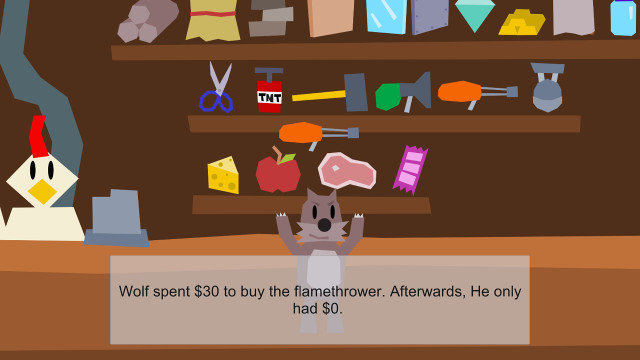 TNT
Wolf spent $30 to buy the flamethrower. Afterwards, He only
had $0.